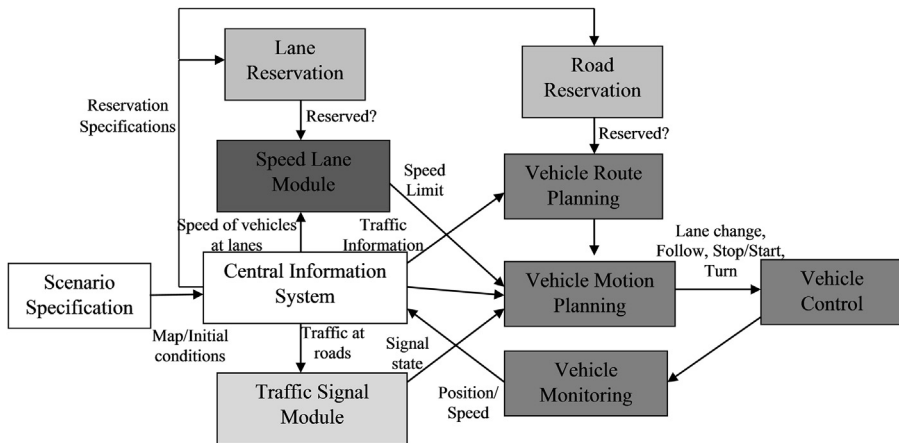 Lane
Reservation
Road
Reservation
Reservation
Specifications
Reserved?
Reserved?
Speed Lane
Module
Speed
Limit
Vehicle Route
Planning
Speed of vehicles
at lanes
Traffic
Information
Lane change,
Follow, Stop/Start,
Turn
Scenario
Specification
Central Information
System
Vehicle Motion
Planning
Vehicle
Control
Map/Initial
conditions
Traffic at
roads
Signal
state
Traffic Signal
Module
Position/
Speed
Vehicle
Monitoring